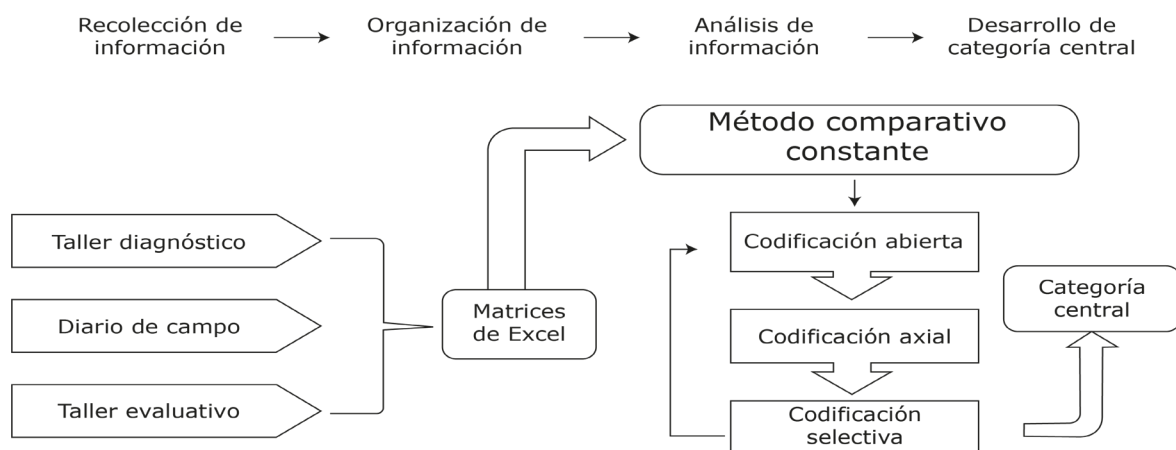 Recolección de
información
Organización de
información
Análisis de
información
Desarrollo de
categoría central
Método comparativo
constante
Taller diagnóstico
Diario de campo
Taller evaluativo
Matrices
de Excel
Codificación abierta
Codificación axial
Codificación
selectiva
Categoría
central